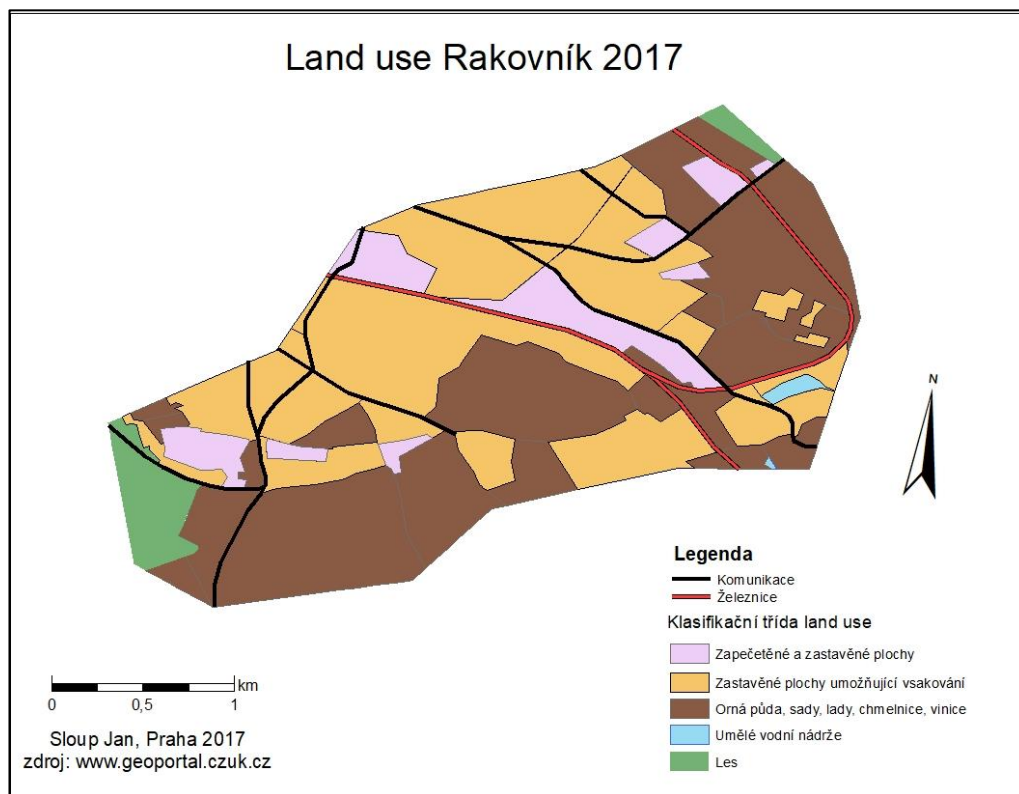 Land use Rakovník 2017
N
Legenda
Komunikace
Železnice
Klasifikační třída land use
Zapečetěné a zastavěné plochy
Zastavěné plochy umožňující vsakování
Orná půda, sady, lady, chmelnice, vinice
Umělé vodní nádrže
Les
km
0 0,5 1
Sloup Jan, Praha 2017
zdroj: www.geoportal.czuk.cz